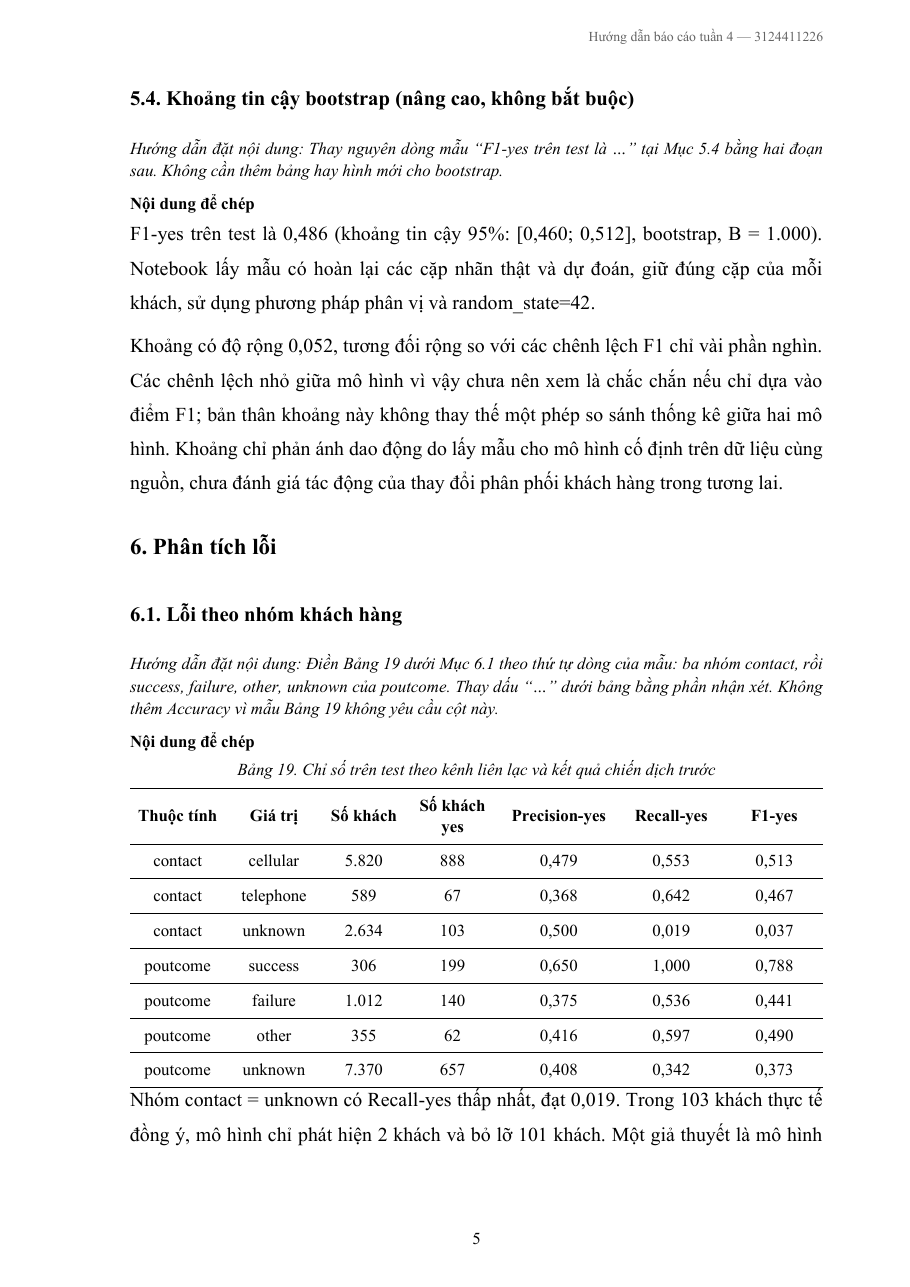 Hướng dẫn báo cáo tuần 4 — 3124411226
5.4. Khoảng tin cậy bootstrap (nâng cao, không bắt buộc)
Hướng dẫn đặt nội dung: Thay nguyên dòng mẫu “F1-yes trên test là ...” tại Mục 5.4 bằng hai đoạn
sau. Không cần thêm bảng hay hình mới cho bootstrap.
Nội dung để chép
F1-yes trên test là 0,486 (khoảng tin cậy 95%: [0,460; 0,512], bootstrap, B = 1.000).
Notebook lấy mẫu có hoàn lại các cặp nhãn thật và dự đoán, giữ đúng cặp của mỗi
khách, sử dụng phương pháp phân vị và random_state=42.
Khoảng có độ rộng 0,052, tương đối rộng so với các chênh lệch F1 chỉ vài phần nghìn.
Các chênh lệch nhỏ giữa mô hình vì vậy chưa nên xem là chắc chắn nếu chỉ dựa vào
điểm F1; bản thân khoảng này không thay thế một phép so sánh thống kê giữa hai mô
hình. Khoảng chỉ phản ánh dao động do lấy mẫu cho mô hình cố định trên dữ liệu cùng
nguồn, chưa đánh giá tác động của thay đổi phân phối khách hàng trong tương lai.
6. Phân tích lỗi
6.1. Lỗi theo nhóm khách hàng
Hướng dẫn đặt nội dung: Điền Bảng 19 dưới Mục 6.1 theo thứ tự dòng của mẫu: ba nhóm contact, rồi
success, failure, other, unknown của poutcome. Thay dấu “...” dưới bảng bằng phần nhận xét. Không
thêm Accuracy vì mẫu Bảng 19 không yêu cầu cột này.
Nội dung để chép
Bảng 19. Chỉ số trên test theo kênh liên lạc và kết quả chiến dịch trước
Thuộc tính Giá trị Số khách Số khách yes Precision-yes Recall-yes F1-yes
contact cellular 5.820 888 0,479 0,553 0,513
contact telephone 589 67 0,368 0,642 0,467
contact unknown 2.634 103 0,500 0,019 0,037
poutcome success 306 199 0,650 1,000 0,788
poutcome failure 1.012 140 0,375 0,536 0,441
poutcome other 355 62 0,416 0,597 0,490
poutcome unknown 7.370 657 0,408 0,342 0,373
Nhóm contact = unknown có Recall-yes thấp nhất, đạt 0,019. Trong 103 khách thực tế
đồng ý, mô hình chỉ phát hiện 2 khách và bỏ lỡ 101 khách. Một giả thuyết là mô hình
5